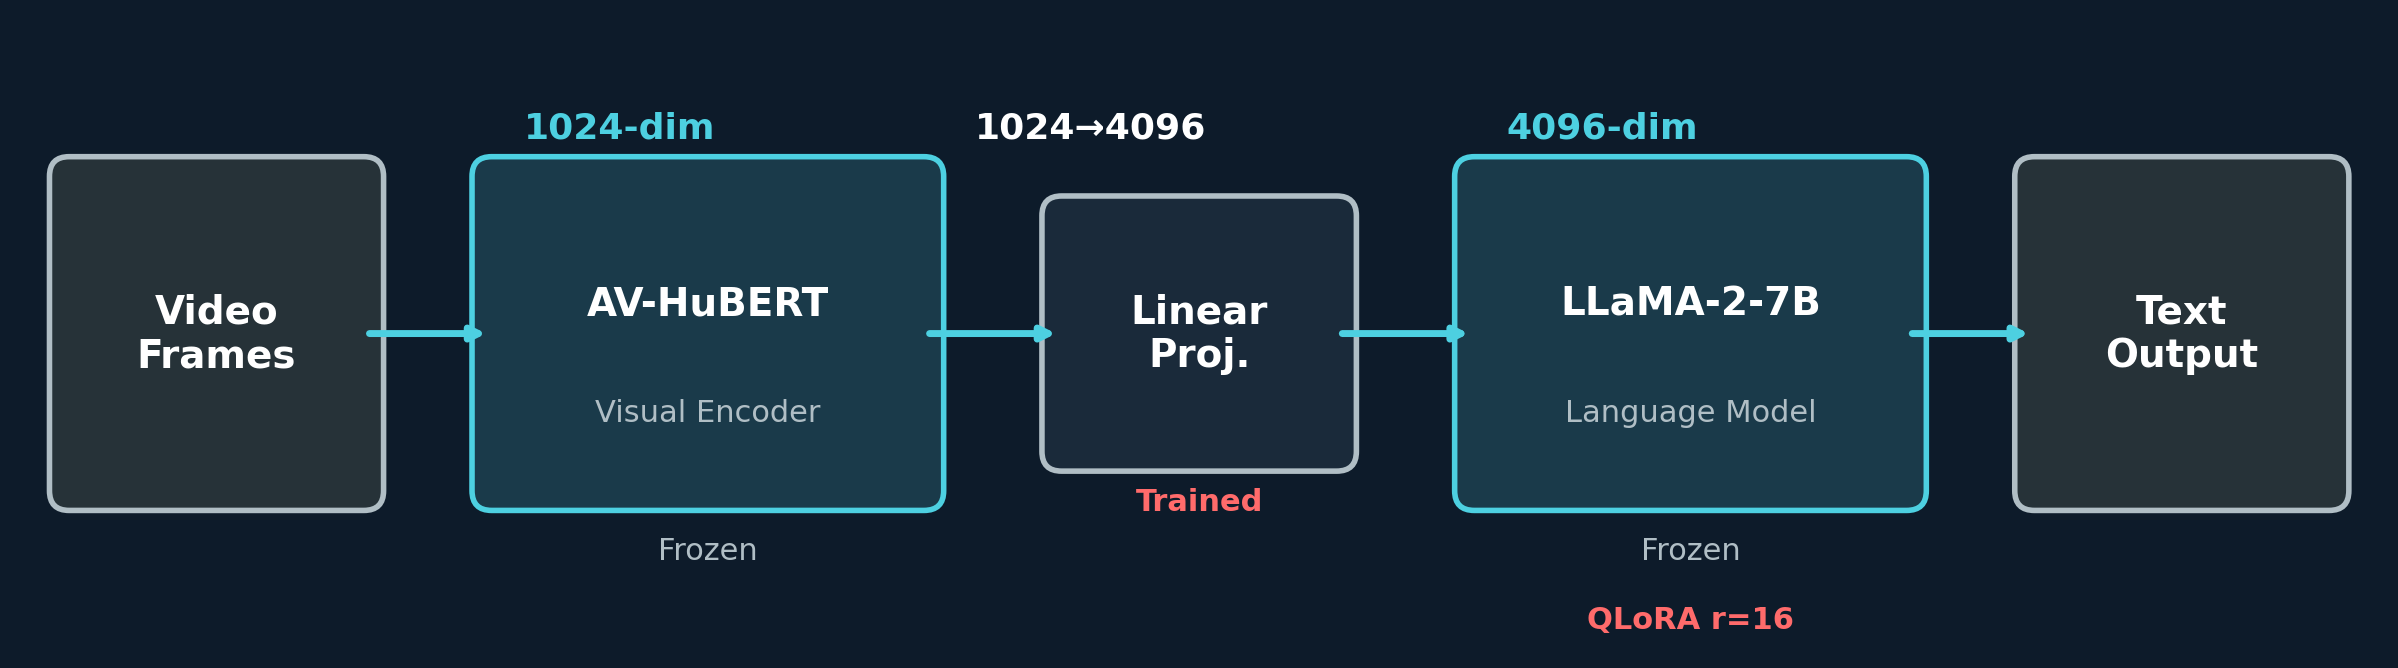 1024-dim
1024→4096
4096-dim
Video
Frames
AV-HuBERT
Visual Encoder
Linear
Proj.
LLaMA-2-7B
Language Model
Text
Output
Trained
Frozen
Frozen
QLoRA r=16